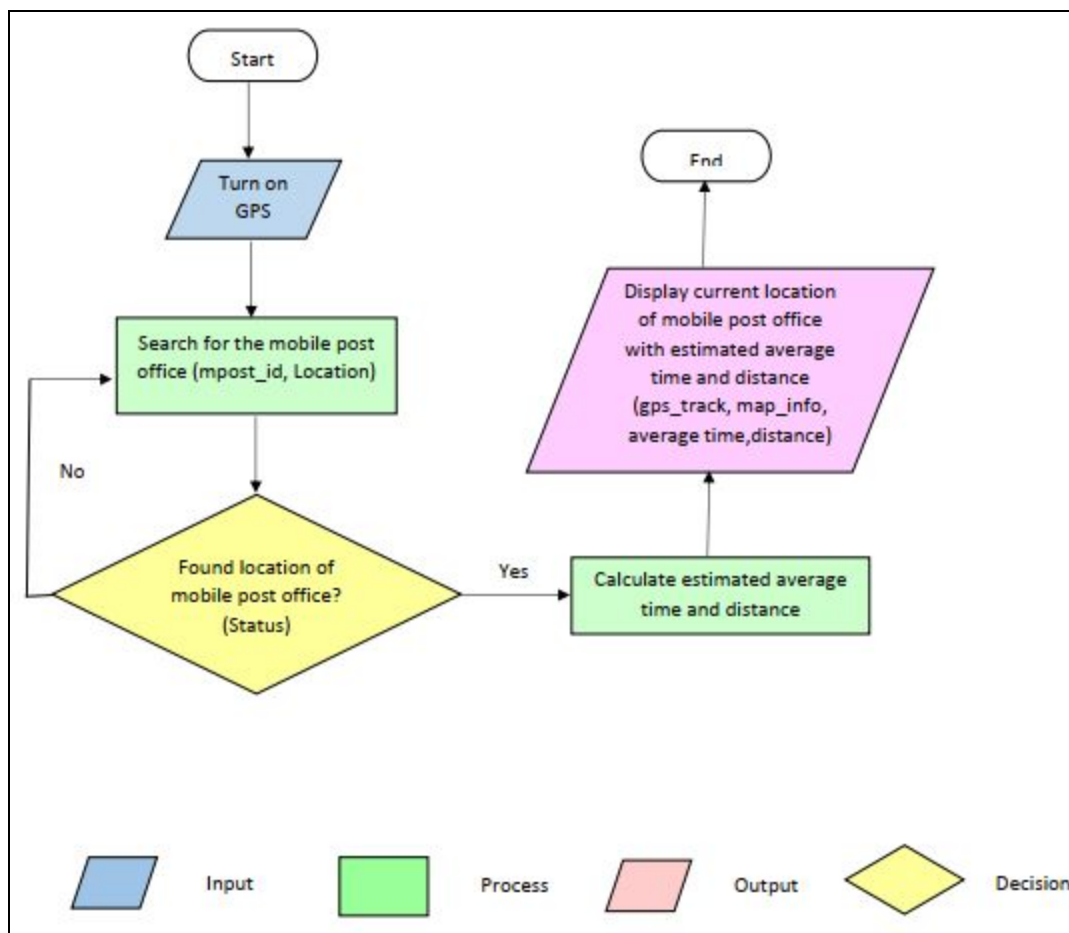 Start
Turn on
GPS
Search for the mobile post
office (mpost_id, Location)
No
Found location of
mobile post office?
(Status)
Yes
Calculate estimated average
time and distance
Display current location
of mobile post office
with estimated average
time and distance
(gps_track, map_info,
average time,distance)
End
Input
Process
Output
Decision